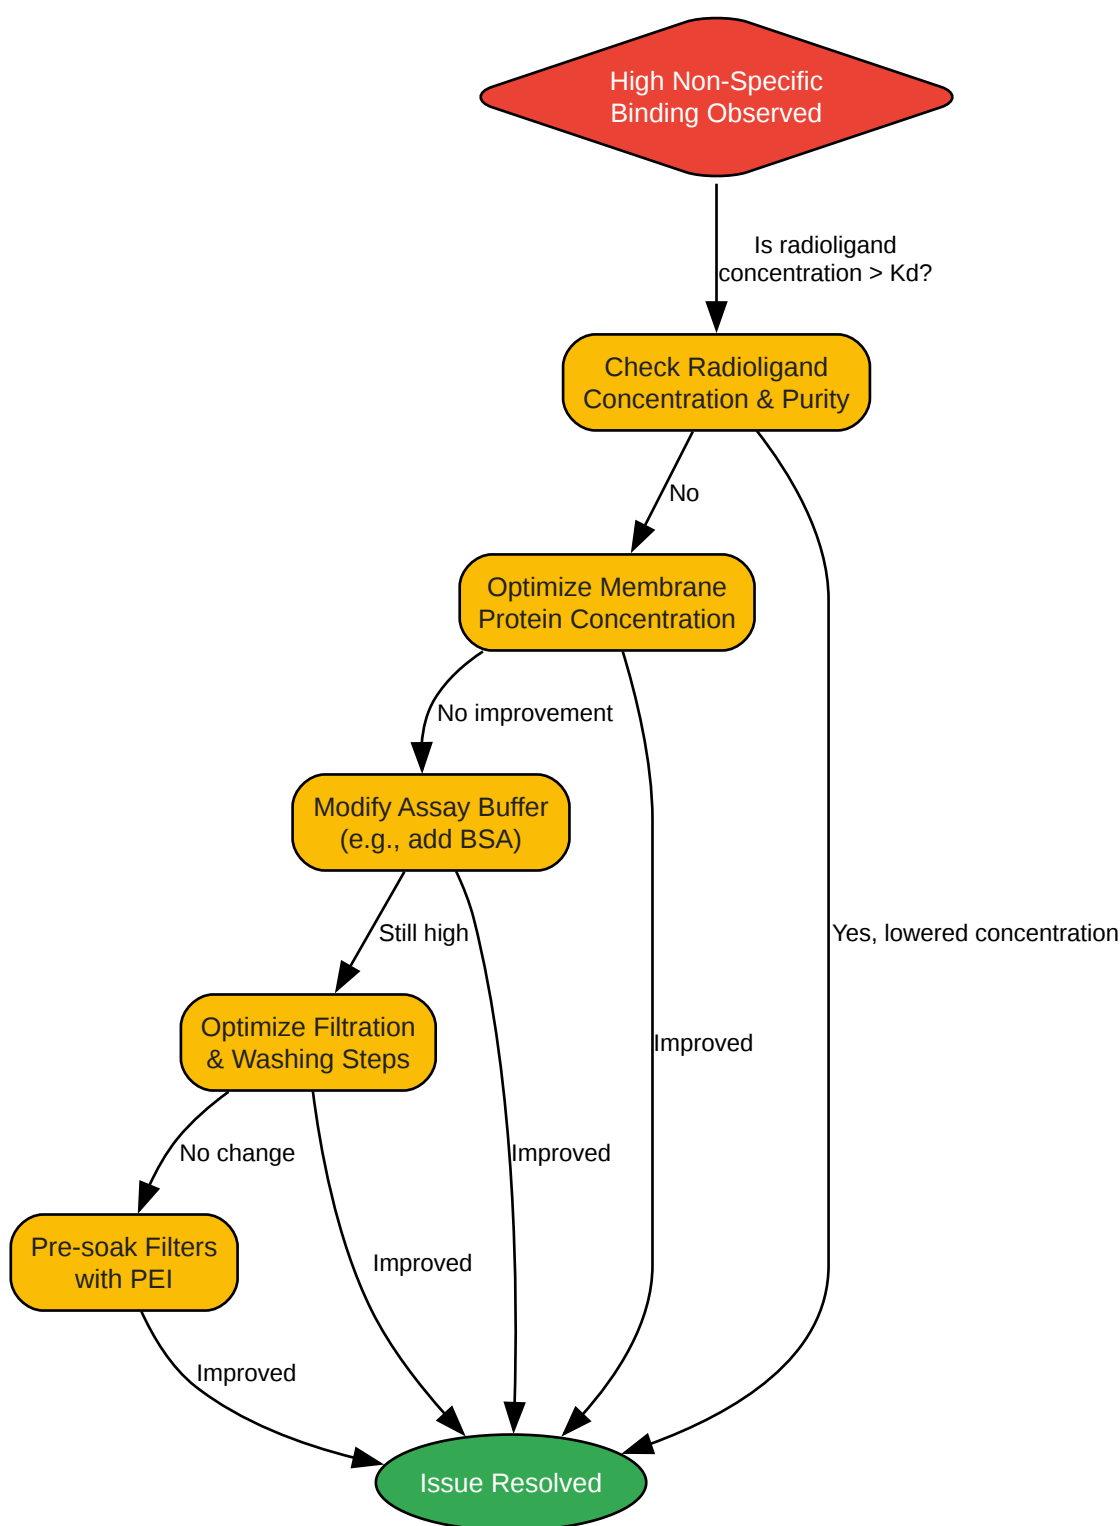 High Non-Specific
Binding Observed
Is radioligand
concentration > Kd?
Check Radioligand
Concentration & Purity
No
Optimize Membrane
Protein Concentration
No improvement
Modify Assay Buffer
(e.g., add BSA)
Still high
Yes, lowered concentration
Optimize Filtration
& Washing Steps
Improved
No change
Improved
Pre-soak Filters
with PEI
Improved
Improved
Issue Resolved